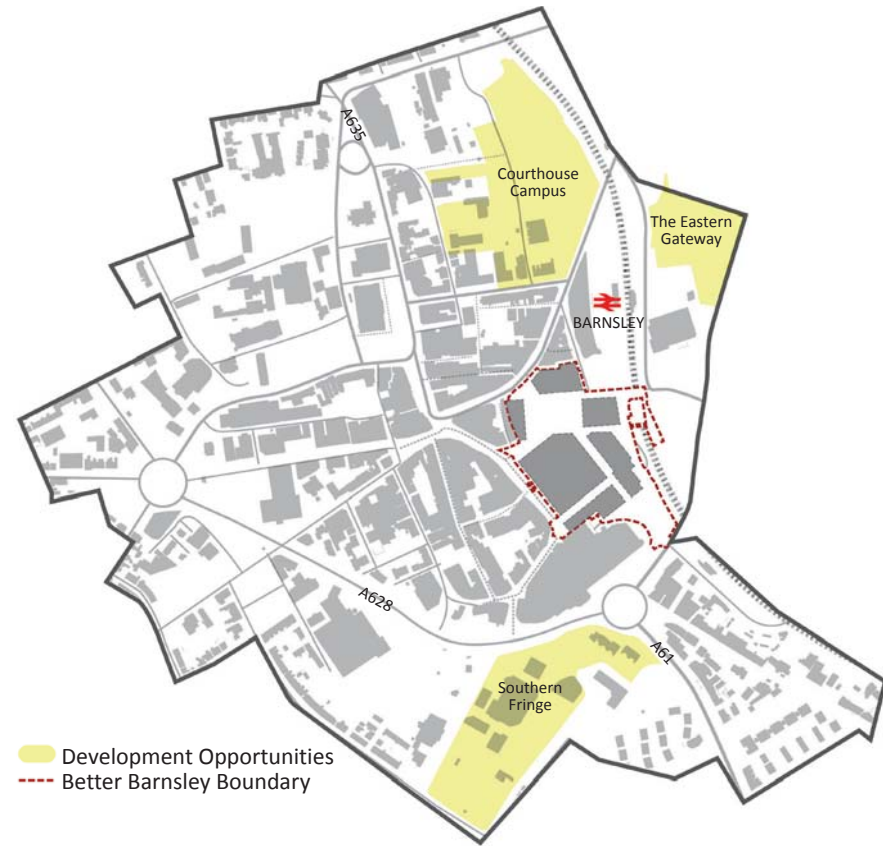 A635
Courthouse
Campus
The Eastern
Gateway
BARNSLEY
A628
A61
Southern
Fringe
Development Opportunities
Better Barnsley Boundary